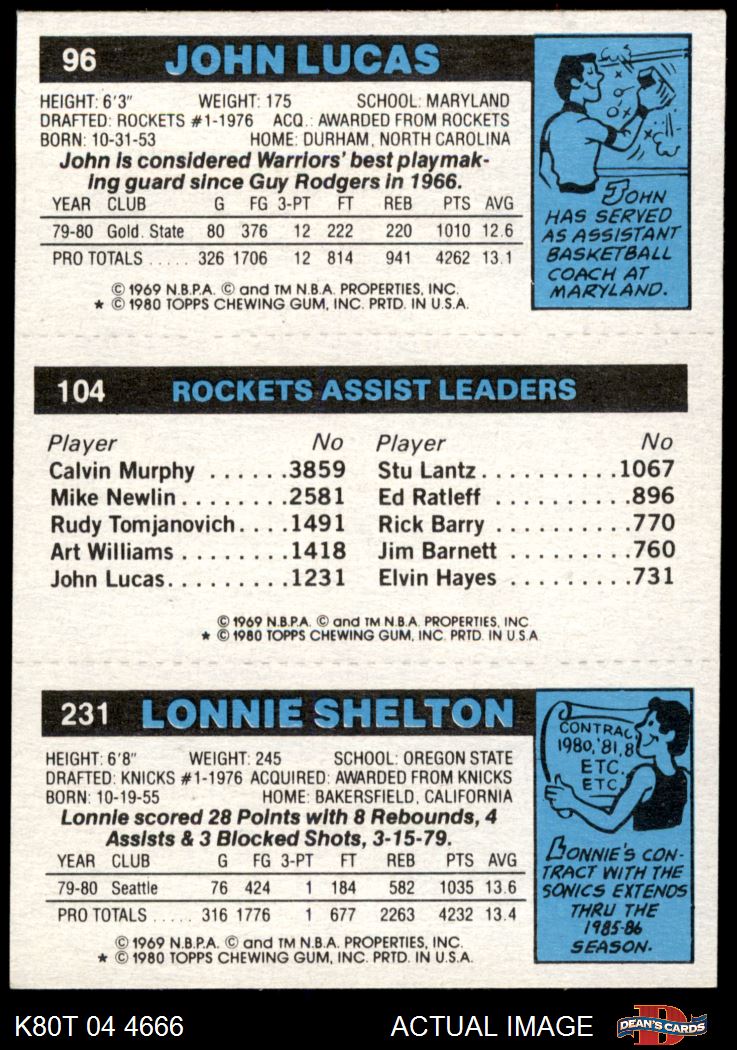 96 JOHN LUCAS
HEIGHT: 6'3" WEIGHT: 175 SCHOOL: MARYLAND
DRAFTED: ROCKETS #1-1976 ACQ.: AWARDED FROM ROCKETS
BORN: 10-31-53 HOME: DURHAM, NORTH CAROLINA
John is considered Warriors' best playmak-
ing guard since Guy Rodgers in 1966.
YEAR CLUB G FG 3-PT FT REB PTS AVG
79-80 Gold. State 80 376 12 222 220 1010 12.6
PRO TOTALS ..... 326 1706 12 814 941 4262 13.1
© 1969 N.B.P.A. © and TM N.B.A. PROPERTIES, INC.
* © 1980 TOPPS CHEWING GUM, INC. PRTD. IN U.S.A.
JOHN
HAS SERVED
AS ASSISTANT
BASKETBALL
COACH AT
MARYLAND.
104 ROCKETS ASSIST LEADERS
Player No Player No
Calvin Murphy ......3859 Stu Lantz..........1067
Mike Newlin........2581 Ed Ratleff ..........896
Rudy Tomjanovich....1491 Rick Barry ..........770
Art Williams ........1418 Jim Barnett .........760
John Lucas.........1231 Elvin Hayes .........731
© 1969 N.B.P.A. © and TM N.B.A. PROPERTIES, INC
* © 1980 TOPPS CHEWING GUM, INC. PRTD. IN U.S.A
231 LONNIE SHELTON
HEIGHT: 6'8" WEIGHT: 245 SCHOOL: OREGON STATE
DRAFTED: KNICKS #1-1976 ACQUIRED: AWARDED FROM KNICKS
BORN: 10-19-55 HOME: BAKERSFIELD, CALIFORNIA
Lonnie scored 28 Points with 8 Rebounds, 4
Assists & 3 Blocked Shots, 3-15-79.
YEAR CLUB G FG 3-PT FT REB PTS AVG
79-80 Seattle 76 424 1 184 582 1035 13.6
PRO TOTALS ..... 316 1776 1 677 2263 4232 13.4
© 1969 N.B.P.A. © and TM N.B.A. PROPERTIES, INC.
* © 1980 TOPPS CHEWING GUM, INC. PRTD. IN U.S.A.
CONTRAC
1980, '81, 8
ETC.
ETC.
LONNIE'S CON-
TRACT WITH THE
SONICS EXTENDS
THRU THE
1985-86
SEASON.
K80T 04 4666 ACTUAL IMAGE DEAN'S CARDS